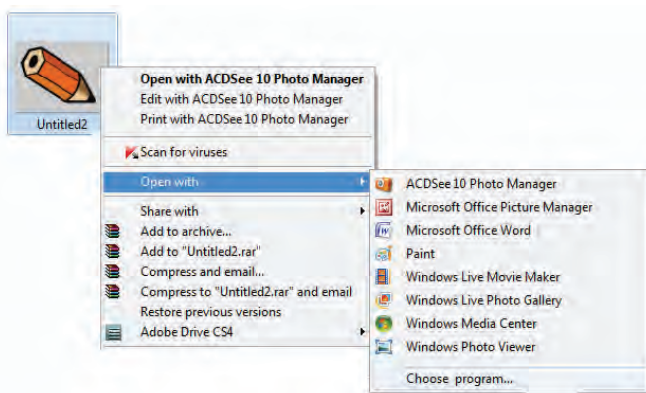 Untitled2
Open with ACDSee 10 Photo Manager
Edit with ACDSee 10 Photo Manager
Print with ACDSee 10 Photo Manager
Scan for viruses
Open with
Share with
Add to archive...
Add to "Untitled2.rar"
Compress and email...
Compress to "Untitled2.rar" and email
Restore previous versions
Adobe Drive CS4
ACDSee 10 Photo Manager
Microsoft Office Picture Manager
Microsoft Office Word
Paint
Windows Live Movie Maker
Windows Live Photo Gallery
Windows Media Center
Windows Photo Viewer
Choose program...